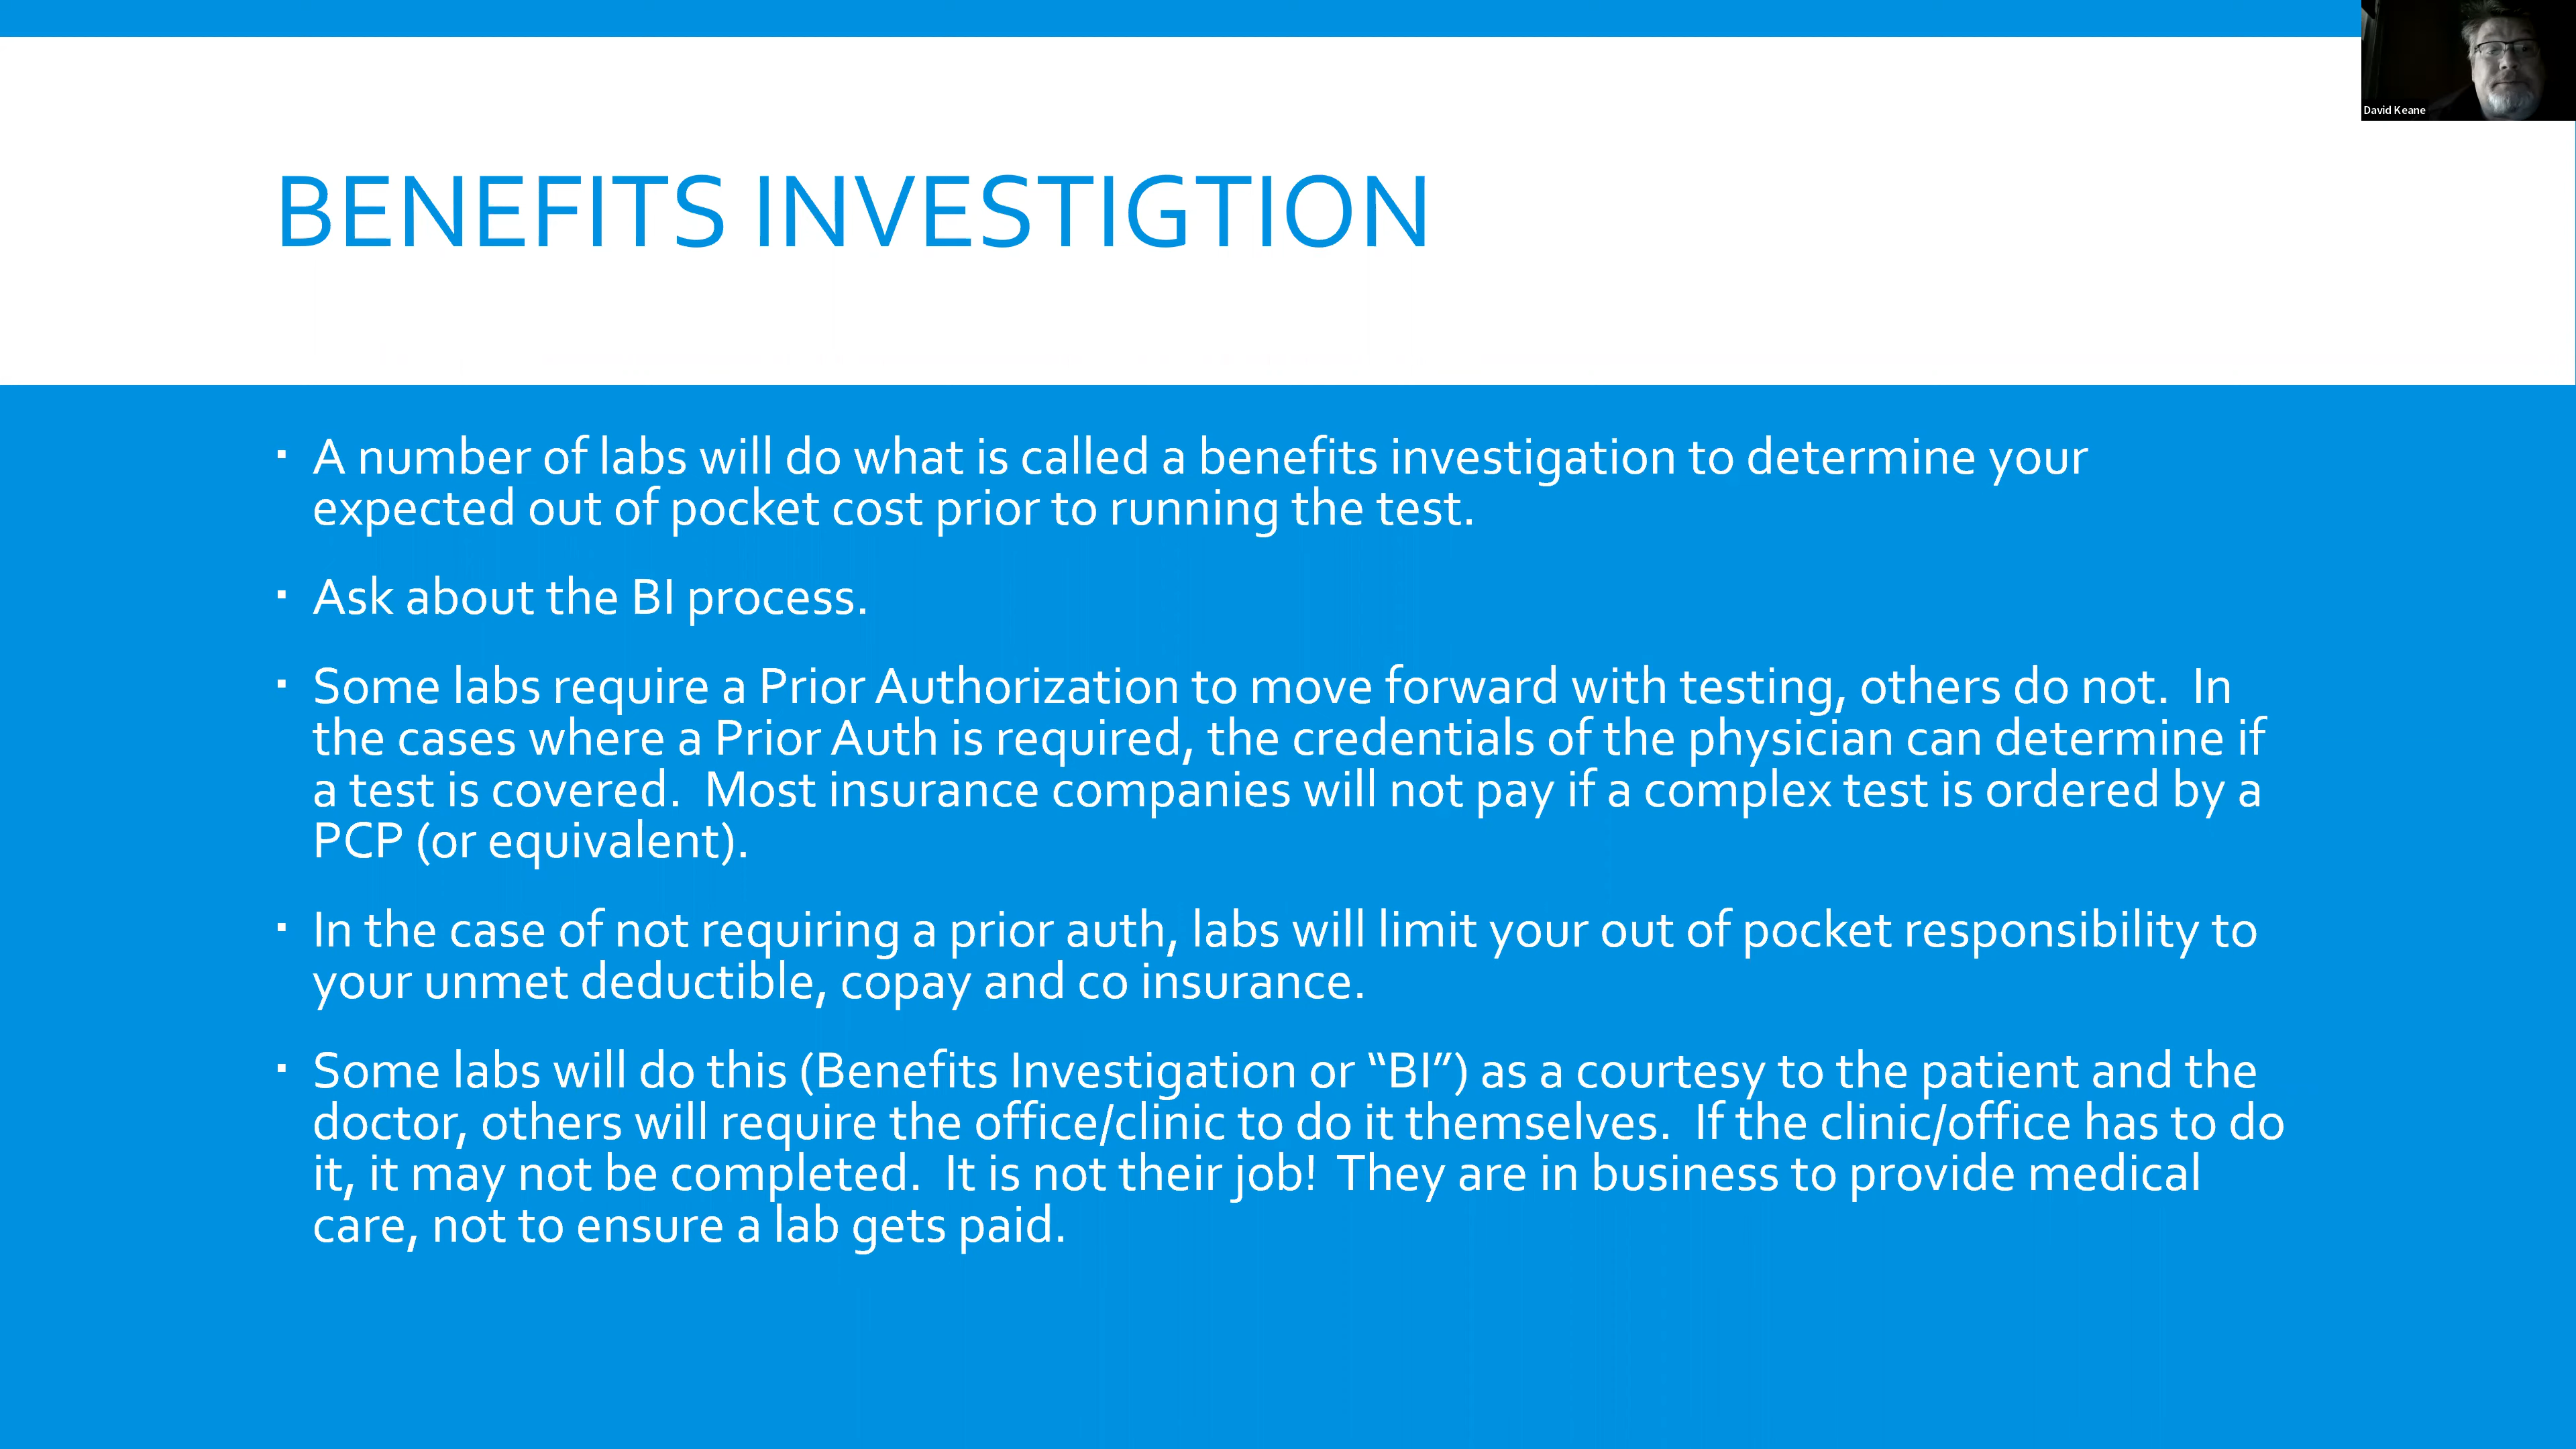 David Keane
BENEFITS INVESTIGTION
▪ A number of labs will do what is called a benefits investigation to determine your
expected out of pocket cost prior to running the test.
▪ Ask about the BI process.
▪ Some labs require a Prior Authorization to move forward with testing, others do not.  In
the cases where a Prior Auth is required, the credentials of the physician can determine if
a test is covered.  Most insurance companies will not pay if a complex test is ordered by a
PCP (or equivalent).
▪ In the case of not requiring a prior auth, labs will limit your out of pocket responsibility to
your unmet deductible, copay and co insurance.
▪ Some labs will do this (Benefits Investigation or “BI”) as a courtesy to the patient and the
doctor, others will require the office/clinic to do it themselves.  If the clinic/office has to do
it, it may not be completed.  It is not their job!  They are in business to provide medical
care, not to ensure a lab gets paid.